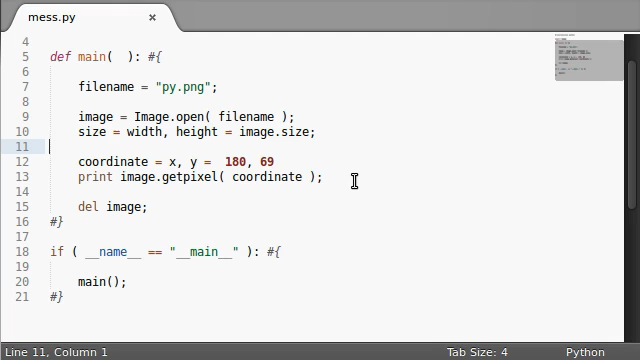 mess.py ×
4
5 def main(  ): #{
6
7 filename = "py.png";
8
9 image = Image.open( filename );
10 size = width, height = image.size;
11
12 coordinate = x, y =  180, 69
13 print image.getpixel( coordinate );
14
15 del image;
16 #}
17
18 if ( __name__ == "__main__" ): #{
19
20 main();
21 #}
Line 11, Column 1 Tab Size: 4 Python